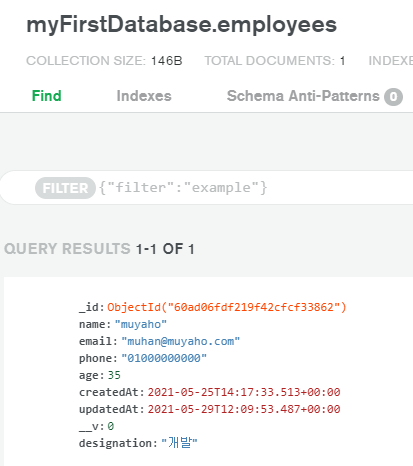 myFirstDatabase.employees
COLLECTION SIZE: 146B TOTAL DOCUMENTS: 1 INDEXE
Find Indexes Schema Anti-Patterns 0
FILTER {"filter":"example"}
QUERY RESULTS 1-1 OF 1
_id: ObjectId("60ad06fdf219f42cfcf33862")
name: "muyaho"
email: "muhan@muyaho.com"
phone: "01000000000"
age: 35
createdAt: 2021-05-25T14:17:33.513+00:00
updatedAt: 2021-05-29T12:09:53.487+00:00
__v: 0
designation: "개발"